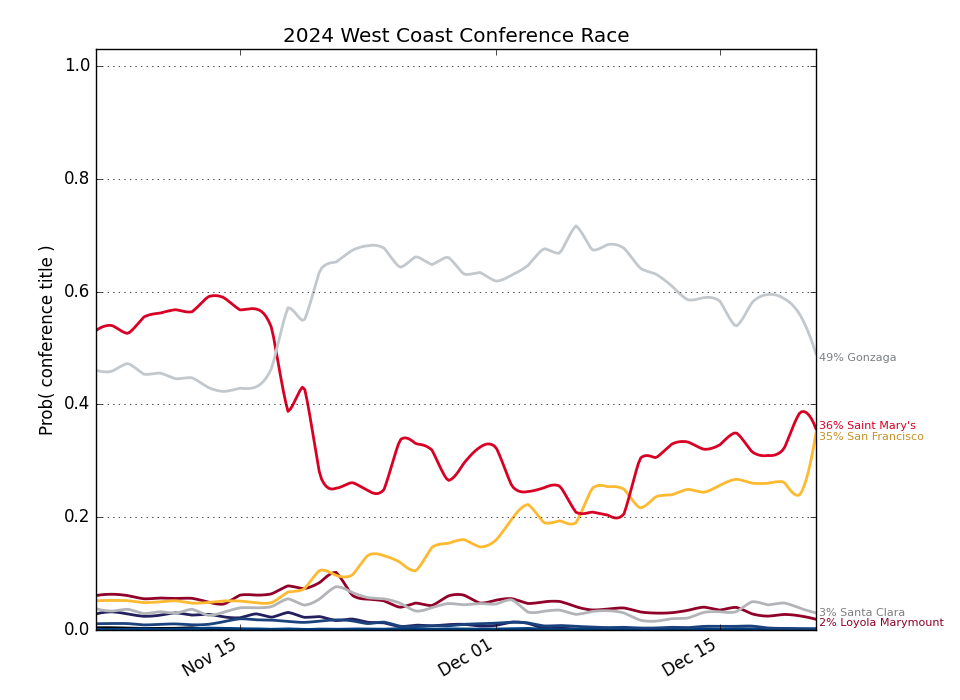 2024 West Coast Conference Race
Prob( conference title )
1.0
0.8
0.6
0.4
0.2
0.0
Nov 15
Dec 01
Dec 15
49% Gonzaga
36% Saint Mary's
35% San Francisco
3% Santa Clara
2% Loyola Marymount